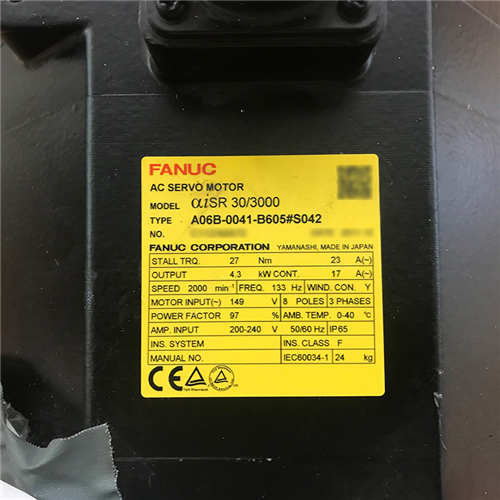 FANUC
AC SERVO MOTOR
MODEL αiSR 30/3000
TYPE A06B-0041-B605#S042
NO.
FANUC CORPORATION YAMANASHI, MADE IN JAPAN
STALL TRQ. 27 Nm 23 A(~)
OUTPUT 4.3 kW CONT. 17 A(~)
SPEED 2000 min⁻¹ FREQ. 133 Hz WIND. CON. Y
MOTOR INPUT(~) 149 V 8 POLES 3 PHASES
POWER FACTOR 97 % AMB. TEMP. 0-40 ℃
AMP. INPUT 200-240 V 50/60 Hz IP65
INS. SYSTEM INS. CLASS F
MANUAL NO. IEC60034-1 24 kg
CE